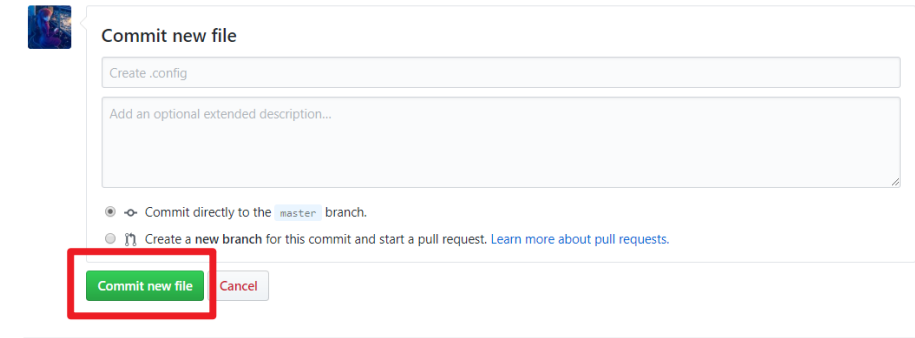 Commit new file
Create .config
Add an optional extended description...
Commit directly to the master branch.
Create a new branch for this commit and start a pull request. Learn more about pull requests.
Commit new file Cancel